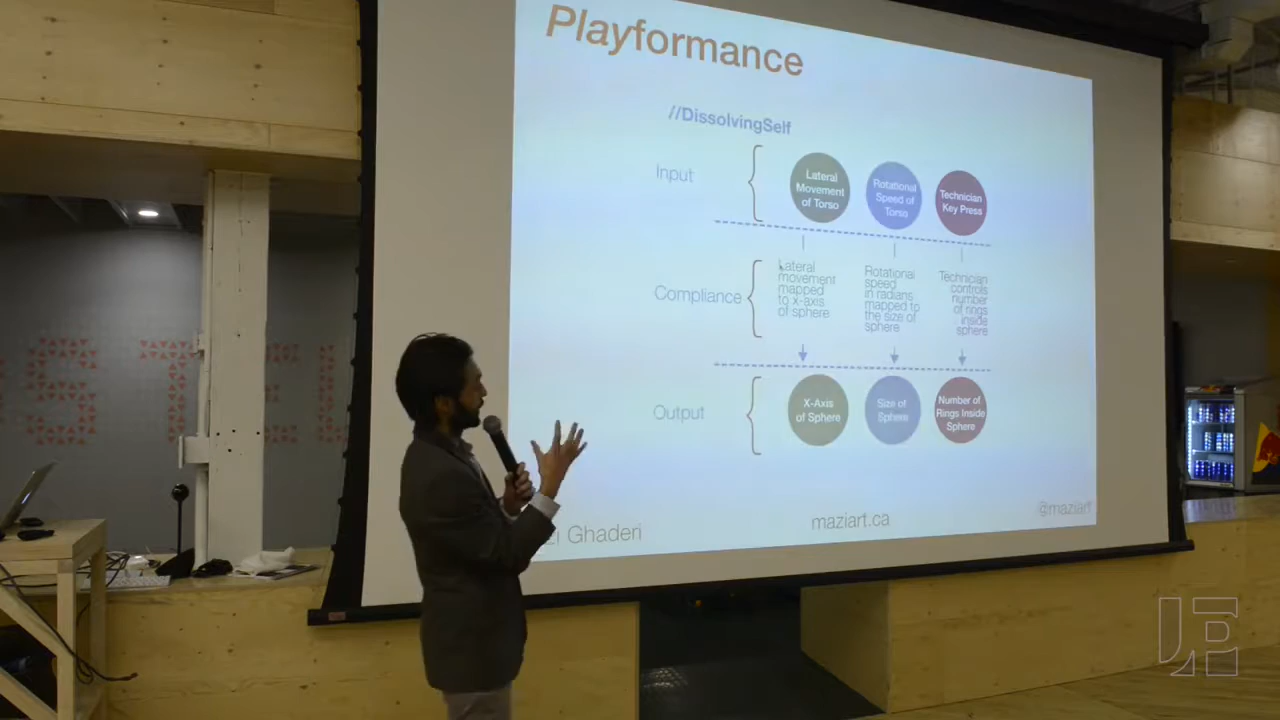 Playformance
//DissolvingSelf
Input
Lateral
Movement
of Torso
Rotational
Speed of
Torso
Technician
Key Press
Compliance
Lateral
movement
mapped
to x-axis
of sphere
Rotational
speed
in radians
mapped to
the size of
sphere
Technician
controls
number
of rings
inside
sphere
Output
X-Axis
of Sphere
Size of
Sphere
Number of
Rings Inside
Sphere
Ghaderi
maziart.ca
@maziart